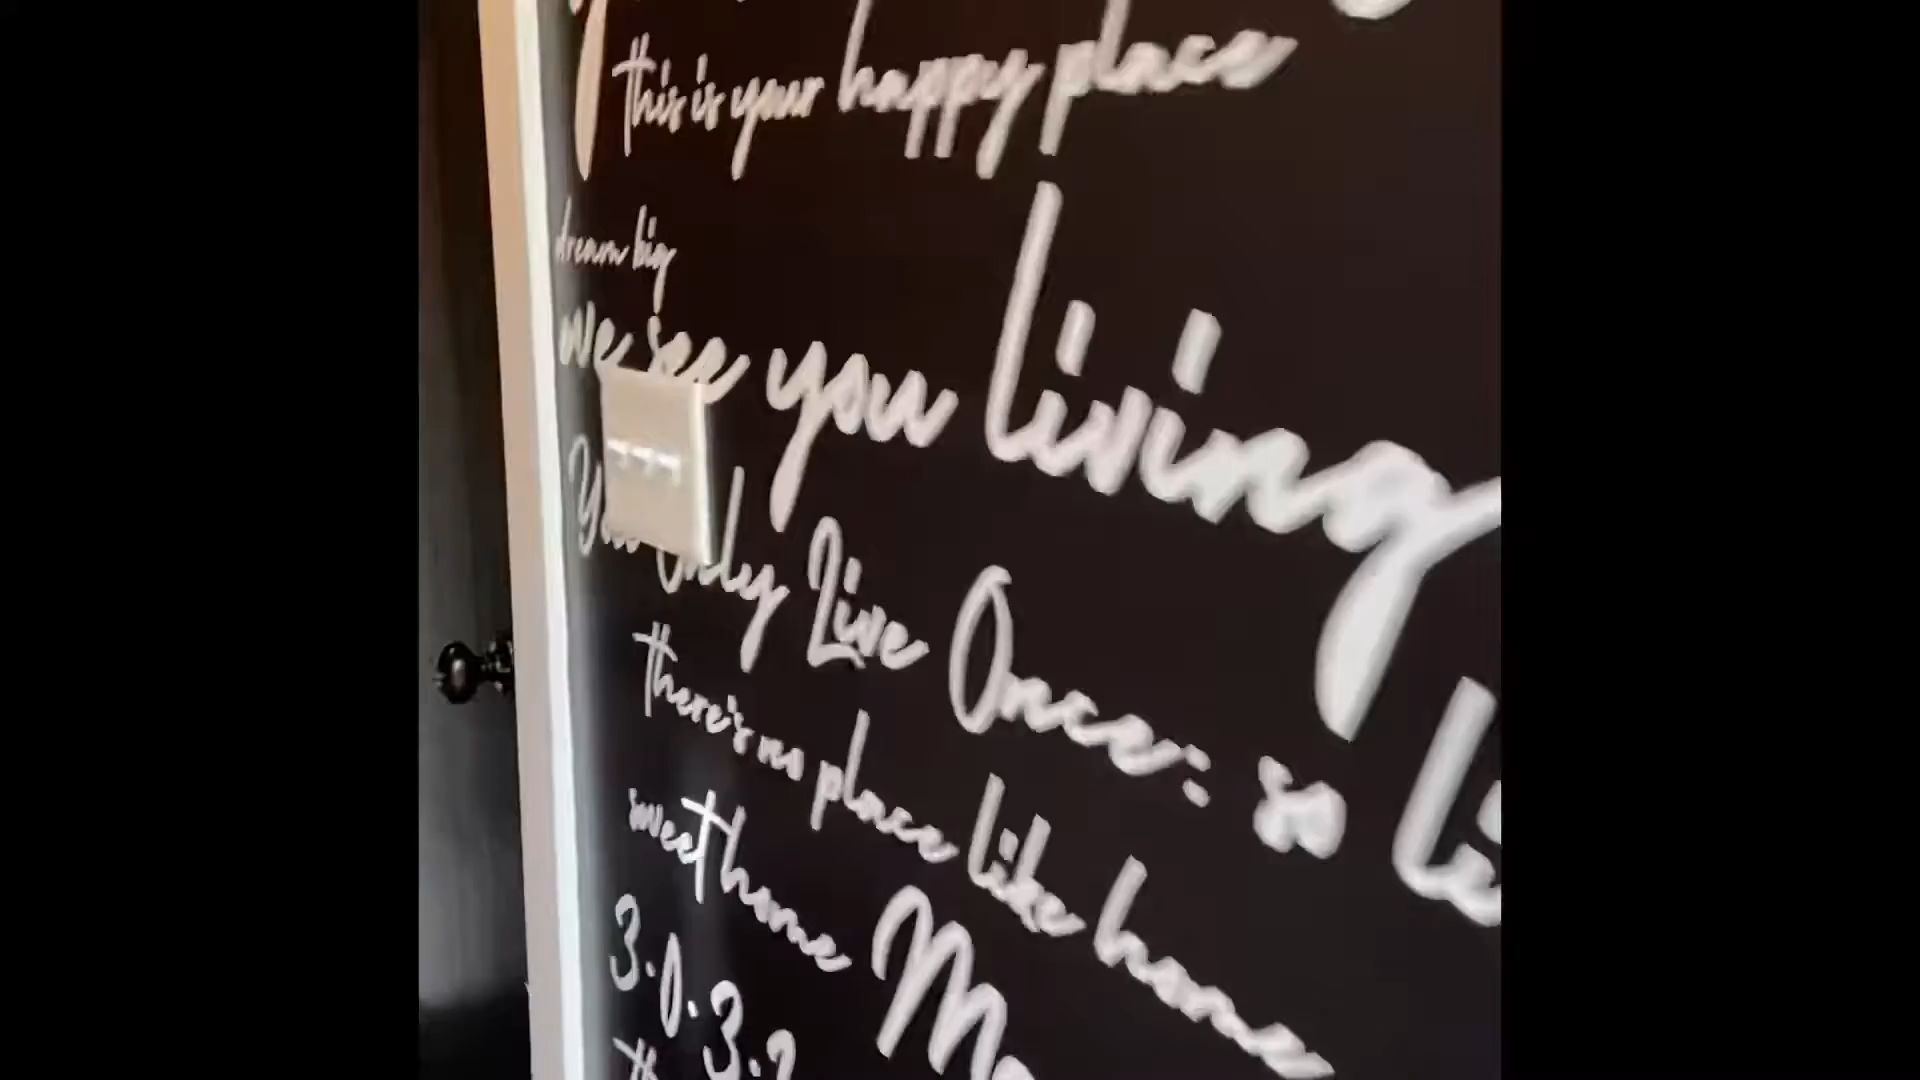 this is your happy place
dream big
we see you living
You Only Live Once: so
there's no place like home
sweet home
3.0.3.